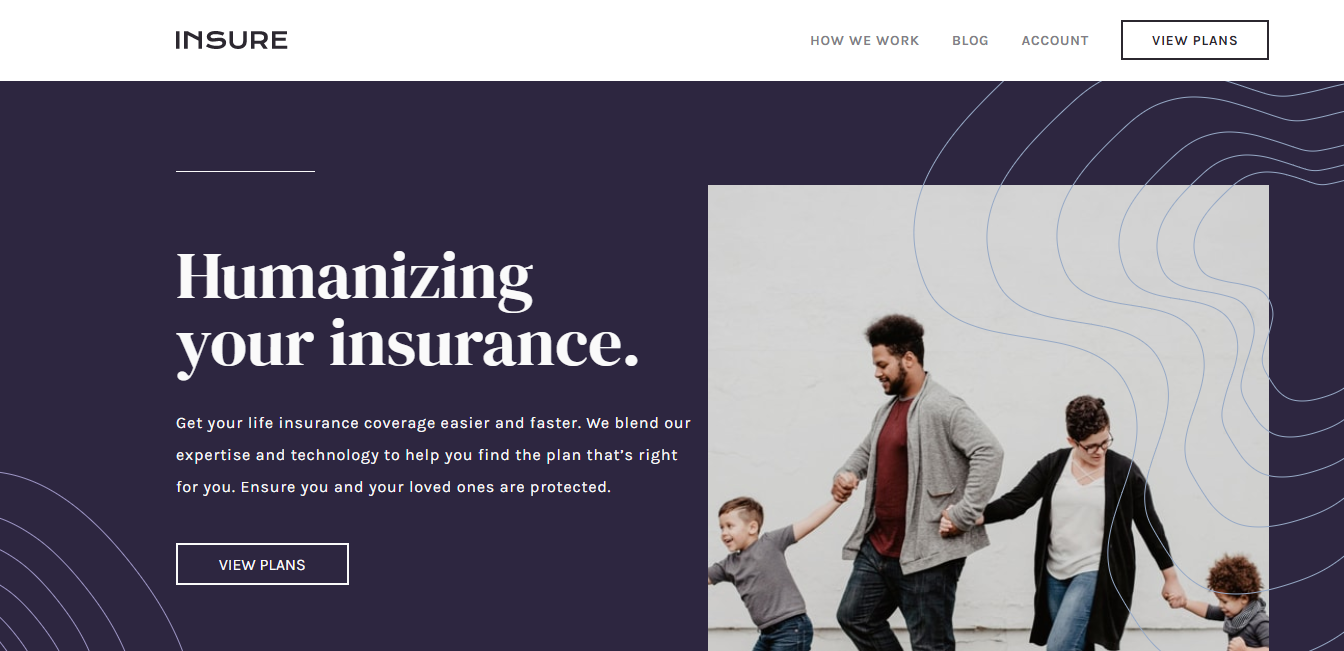 INSURE
HOW WE WORK
BLOG
ACCOUNT
VIEW PLANS
Humanizing
your insurance.
Get your life insurance coverage easier and faster. We blend our
expertise and technology to help you find the plan that’s right
for you. Ensure you and your loved ones are protected.
VIEW PLANS